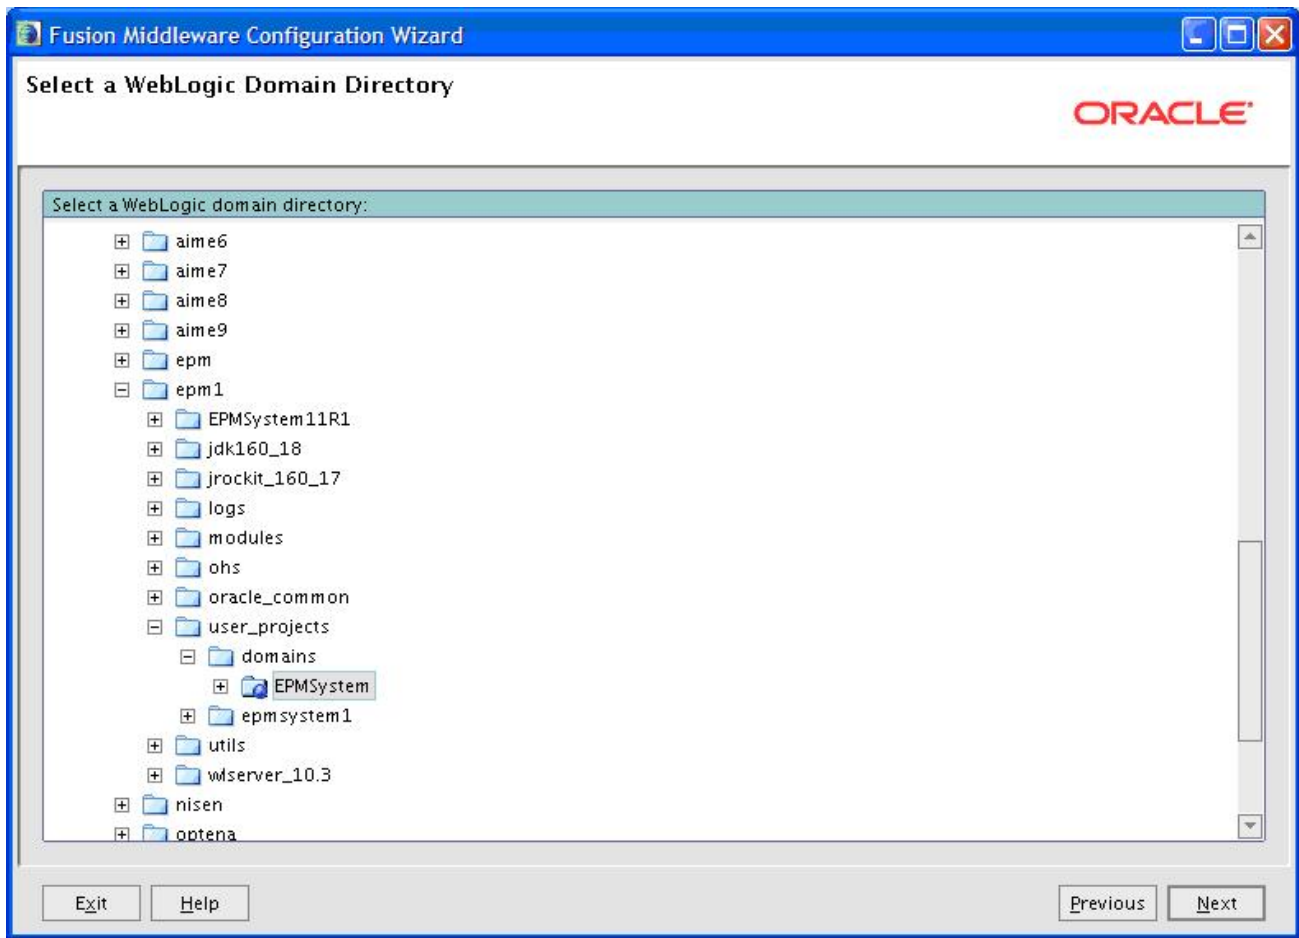 Fusion Middleware Configuration Wizard
Select a WebLogic Domain Directory
ORACLE
Select a WebLogic domain directory:
aime6
aime7
aime8
aime9
epm
epm1
EPMSystem11R1
jdk160_18
jrockit_160_17
logs
modules
ohs
oracle_common
user_projects
domains
EPMSystem
epmsystem1
utils
wlserver_10.3
nisen
optena
Exit Help Previous Next